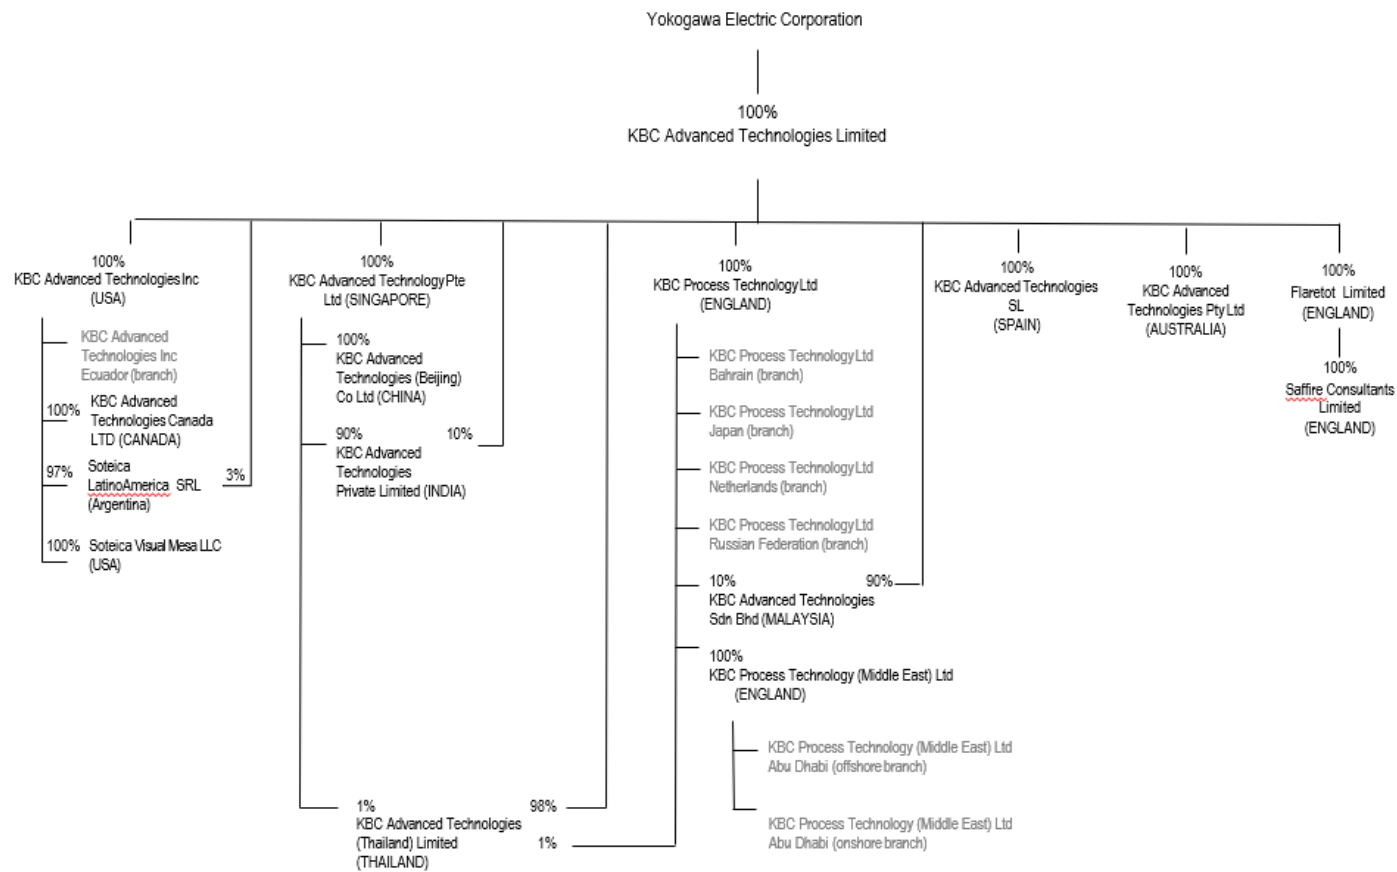 Yokogawa Electric Corporation
100%
KBC Advanced Technologies Limited
100%
KBC Advanced Technologies Inc
(USA)
KBC Advanced
Technologies Inc
Ecuador (branch)
100%
KBC Advanced
Technologies Canada
LTD (CANADA)
97%
Soteica
LatinoAmerica SRL
(Argentina)
3%
100%
Soteica Visual Mesa LLC
(USA)
100%
KBC Advanced Technology Pte
Ltd (SINGAPORE)
100%
KBC Advanced
Technologies (Beijing)
Co Ltd (CHINA)
90%
10%
KBC Advanced
Technologies
Private Limited (INDIA)
1%
98%
KBC Advanced Technologies
(Thailand) Limited
1%
(THAILAND)
100%
KBC Process Technology Ltd
(ENGLAND)
KBC Process Technology Ltd
Bahrain (branch)
KBC Process Technology Ltd
Japan (branch)
KBC Process Technology Ltd
Netherlands (branch)
KBC Process Technology Ltd
Russian Federation (branch)
10%
90%
KBC Advanced Technologies
Sdn Bhd (MALAYSIA)
100%
KBC Process Technology (Middle East) Ltd
(ENGLAND)
KBC Process Technology (Middle East) Ltd
Abu Dhabi (offshore branch)
KBC Process Technology (Middle East) Ltd
Abu Dhabi (onshore branch)
100%
KBC Advanced Technologies
SL
(SPAIN)
100%
KBC Advanced
Technologies Pty Ltd
(AUSTRALIA)
100%
Flaretot Limited
(ENGLAND)
100%
Saffire Consultants
Limited
(ENGLAND)